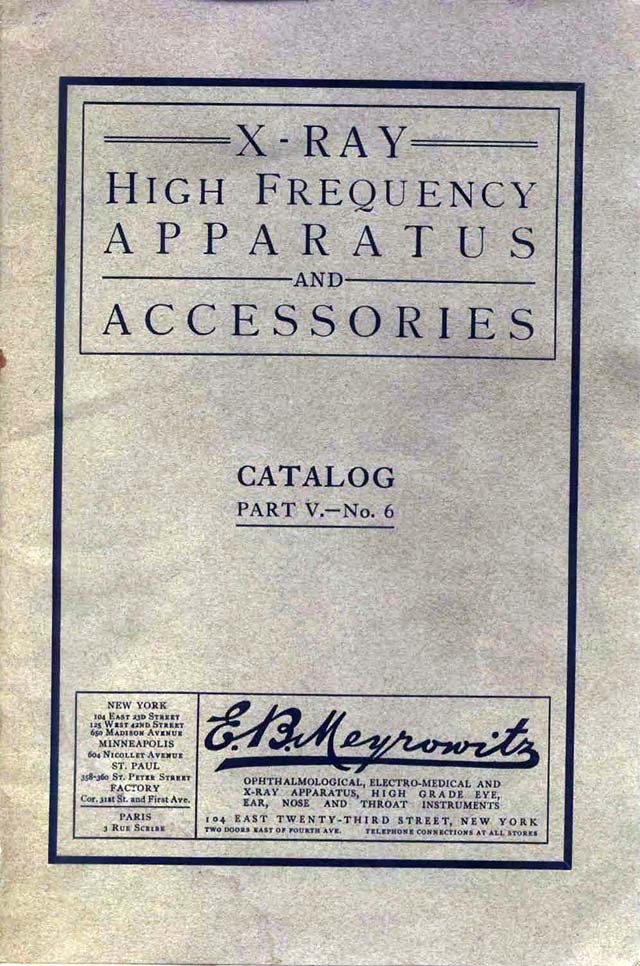 X-RAY
HIGH FREQUENCY
APPARATUS
AND
ACCESSORIES
CATALOG
PART V.—No. 6
NEW YORK
104 EAST 23D STREET
125 WEST 42ND STREET
650 MADISON AVENUE
MINNEAPOLIS
604 NICOLLET AVENUE
ST. PAUL
358-360 ST. PETER STREET
FACTORY
Cor. 31st St. and First Ave.
PARIS
3 RUE SCRIBE
E.B. Meyrowitz
OPHTHALMOLOGICAL, ELECTRO-MEDICAL AND
X-RAY APPARATUS, HIGH GRADE EYE,
EAR, NOSE AND THROAT INSTRUMENTS
104 EAST TWENTY-THIRD STREET, NEW YORK
TWO DOORS EAST OF FOURTH AVE. TELEPHONE CONNECTIONS AT ALL STORES